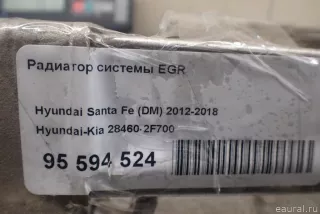 Радиатор системы EGR
Hyundai Santa Fe (DM) 2012-2018
Hyundai-Kia 28460-2F700
95 594 524
eaural.ru